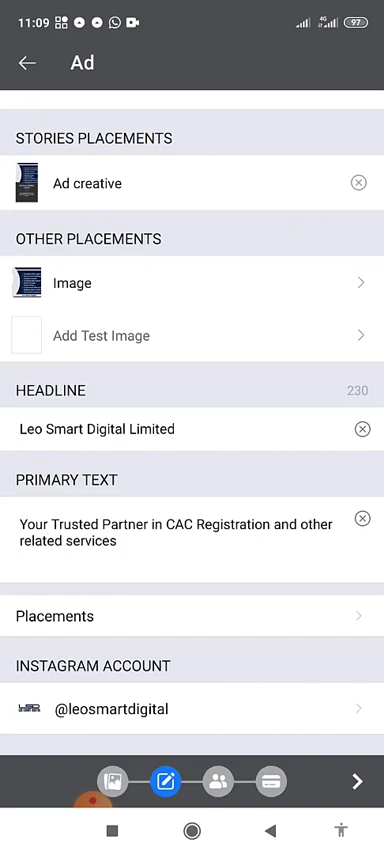 11:09
4G
97
Ad
STORIES PLACEMENTS
Ad creative
OTHER PLACEMENTS
Image
Add Test Image
HEADLINE
230
Leo Smart Digital Limited
PRIMARY TEXT
Your Trusted Partner in CAC Registration and other
related services
Placements
INSTAGRAM ACCOUNT
@leosmartdigital